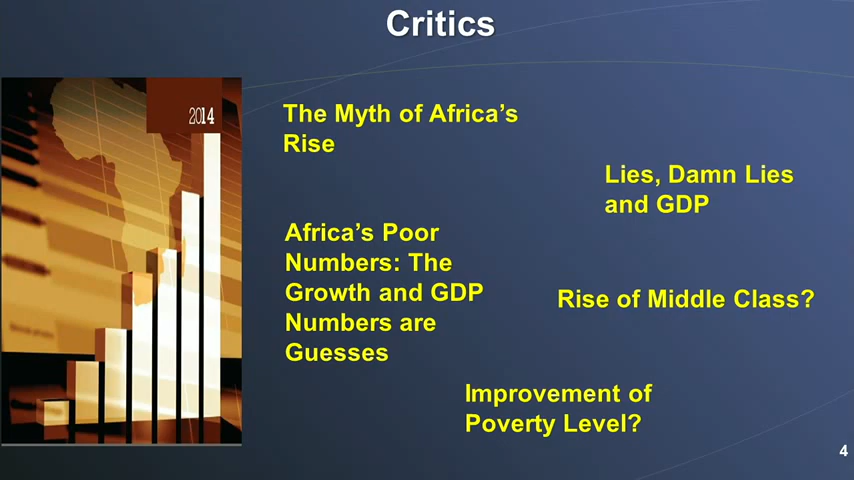 Critics
2014
The Myth of Africa’s
Rise
Lies, Damn Lies
and GDP
Africa’s Poor
Numbers: The
Growth and GDP
Numbers are
Guesses
Rise of Middle Class?
Improvement of
Poverty Level?
4